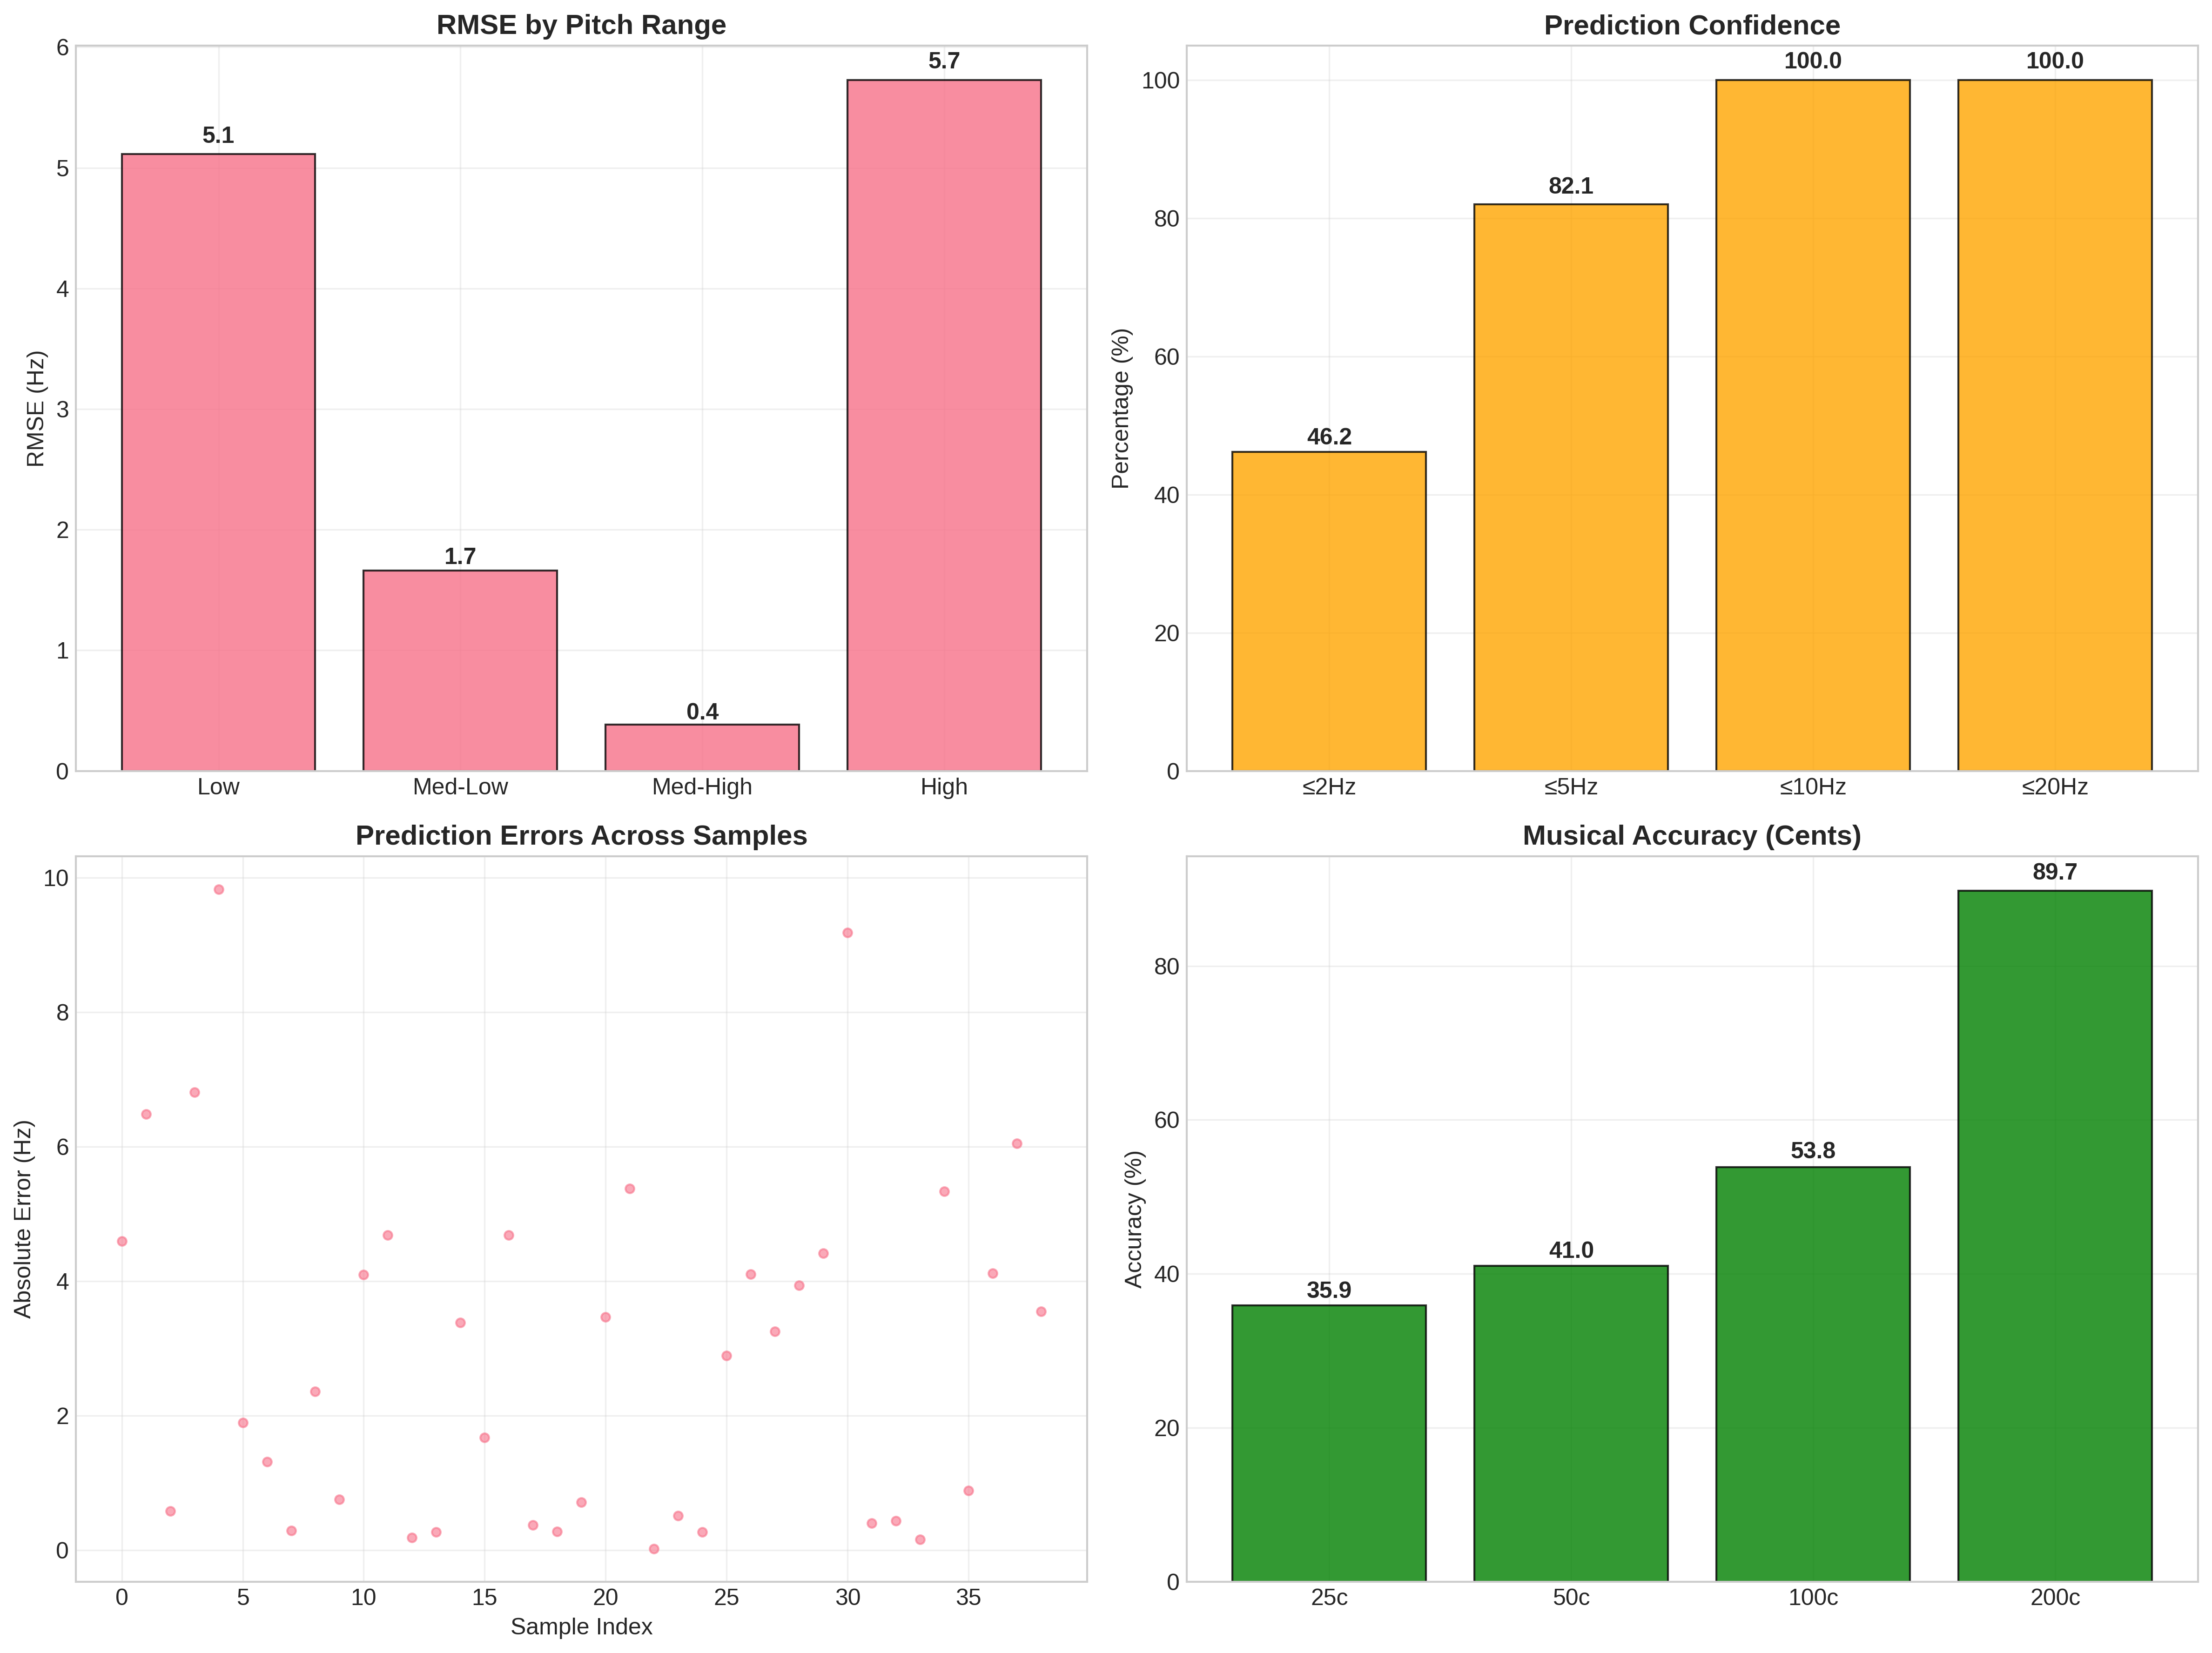 RMSE by Pitch Range
RMSE (Hz)
6
5
4
3
2
1
0
5.1
1.7
0.4
5.7
Low
Med-Low
Med-High
High
Prediction Confidence
Percentage (%)
100
80
60
40
20
0
46.2
82.1
100.0
100.0
≤2Hz
≤5Hz
≤10Hz
≤20Hz
Prediction Errors Across Samples
Absolute Error (Hz)
10
8
6
4
2
0
0
5
10
15
20
25
30
35
Sample Index
Musical Accuracy (Cents)
Accuracy (%)
80
60
40
20
0
35.9
41.0
53.8
89.7
25c
50c
100c
200c